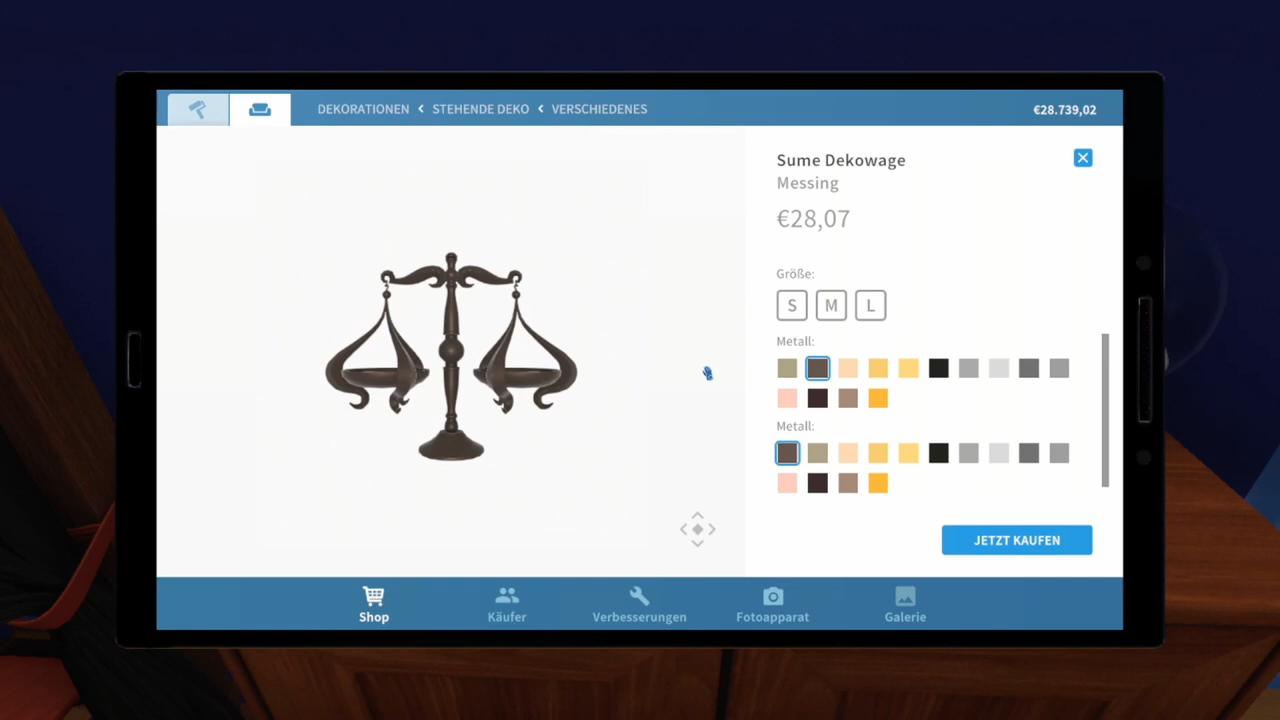 DEKORATIONEN < STEHENDE DEKO < VERSCHIEDENES
€28.739,02
Sume Dekowage
Messing
€28,07
Größe:
S M L
Metall:
Metall:
JETZT KAUFEN
Shop
Käufer
Verbesserungen
Fotoapparat
Galerie